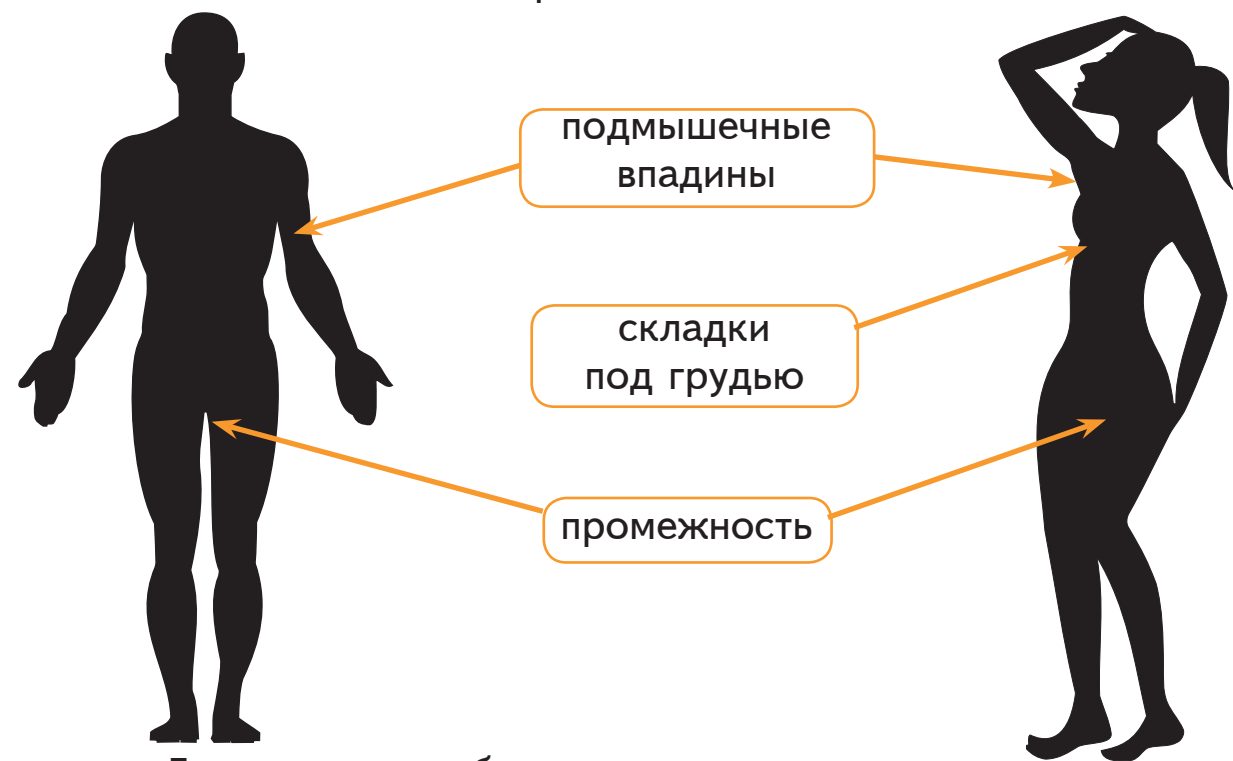 подмышечные
впадины
складки
под грудью
промежность